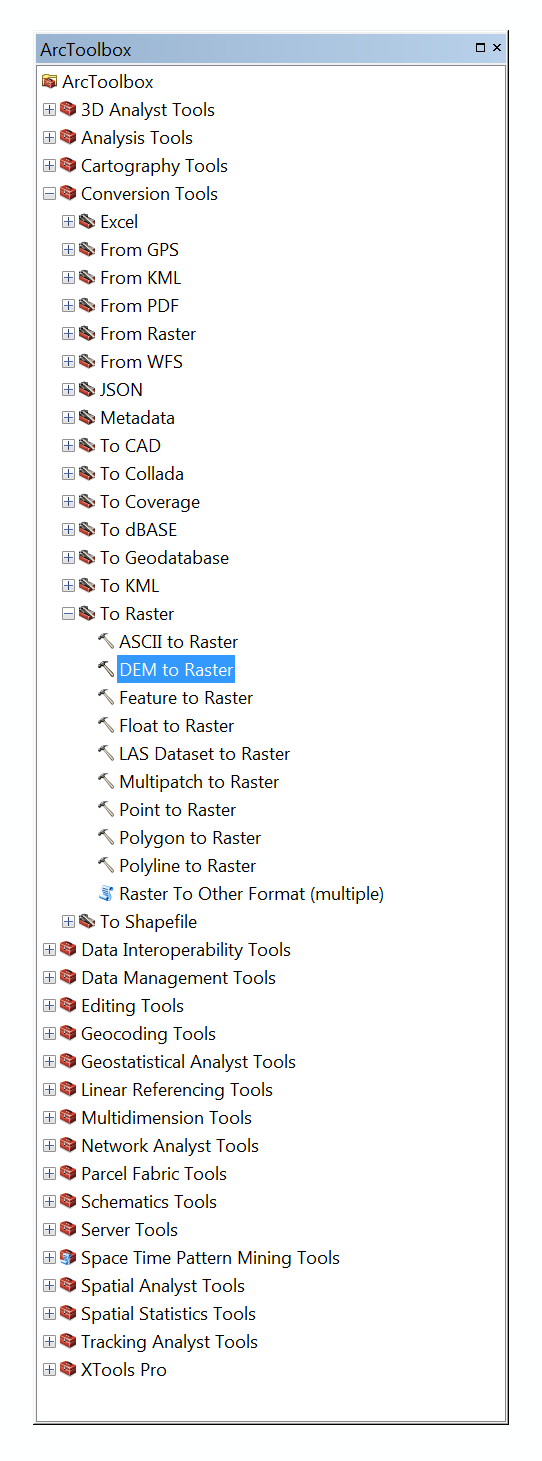 ArcToolbox
ArcToolbox
3D Analyst Tools
Analysis Tools
Cartography Tools
Conversion Tools
Excel
From GPS
From KML
From PDF
From Raster
From WFS
JSON
Metadata
To CAD
To Collada
To Coverage
To dBASE
To Geodatabase
To KML
To Raster
ASCII to Raster
DEM to Raster
Feature to Raster
Float to Raster
LAS Dataset to Raster
Multipatch to Raster
Point to Raster
Polygon to Raster
Polyline to Raster
Raster To Other Format (multiple)
To Shapefile
Data Interoperability Tools
Data Management Tools
Editing Tools
Geocoding Tools
Geostatistical Analyst Tools
Linear Referencing Tools
Multidimension Tools
Network Analyst Tools
Parcel Fabric Tools
Schematics Tools
Server Tools
Space Time Pattern Mining Tools
Spatial Analyst Tools
Spatial Statistics Tools
Tracking Analyst Tools
XTools Pro